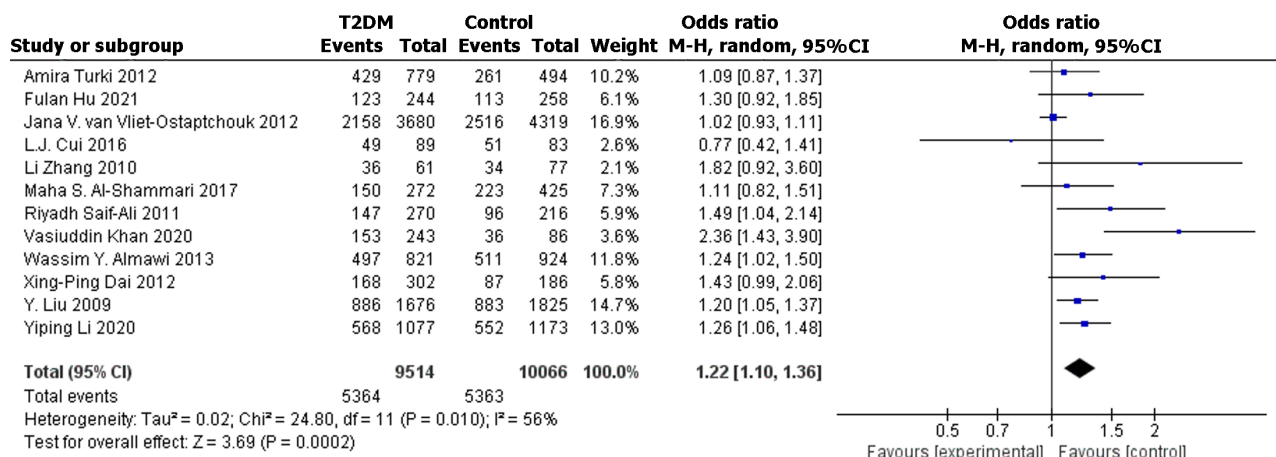 T2DM Control Odds ratio Odds ratio
Study or subgroup Events Total Events Total Weight M-H, random, 95%CI M-H, random, 95%CI
Amira Turki 2012 429 779 261 494 10.2% 1.09 [0.87, 1.37]
Fulan Hu 2021 123 244 113 258 6.1% 1.30 [0.92, 1.85]
Jana V. van Vliet-Ostaptchouk 2012 2158 3680 2516 4319 16.9% 1.02 [0.93, 1.11]
L.J. Cui 2016 49 89 51 83 2.6% 0.77 [0.42, 1.41]
Li Zhang 2010 36 61 34 77 2.1% 1.82 [0.92, 3.60]
Maha S. Al-Shammari 2017 150 272 223 425 7.3% 1.11 [0.82, 1.51]
Riyadh Saif-Ali 2011 147 270 96 216 5.9% 1.49 [1.04, 2.14]
Vasiuddin Khan 2020 153 243 36 86 3.6% 2.36 [1.43, 3.90]
Wassim Y. Almawi 2013 497 821 511 924 11.8% 1.24 [1.02, 1.50]
Xing-Ping Dai 2012 168 302 87 186 5.8% 1.43 [0.99, 2.06]
Y. Liu 2009 886 1676 883 1825 14.7% 1.20 [1.05, 1.37]
Yiping Li 2020 568 1077 552 1173 13.0% 1.26 [1.06, 1.48]
Total (95% CI) 9514 10066 100.0% 1.22 [1.10, 1.36]
Total events 5364 5363
Heterogeneity: Tau² = 0.02; Chi² = 24.80, df = 11 (P = 0.010); I² = 56%
Test for overall effect: Z = 3.69 (P = 0.0002)
0.5 0.7 1 1.5 2
Favours [experimental] Favours [control]